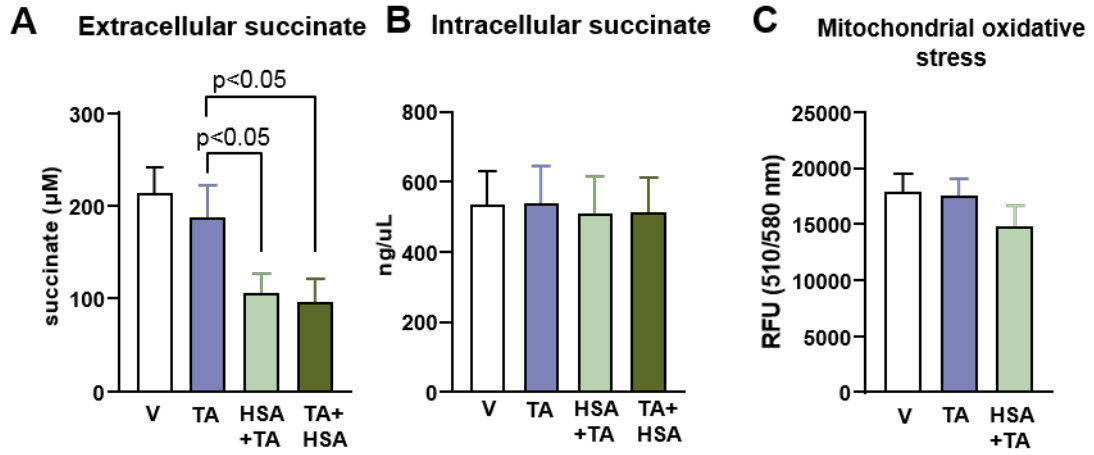 A
Extracellular succinate
p<0.05
p<0.05
300
200
100
0
succinate (µM)
V
TA
HSA
+TA
TA+
HSA
B
Intracellular succinate
800
600
400
200
0
ng/uL
V
TA
HSA
+TA
TA+
HSA
C
Mitochondrial oxidative
stress
25000
20000
15000
10000
5000
0
RFU (510/580 nm)
V
TA
HSA
+TA